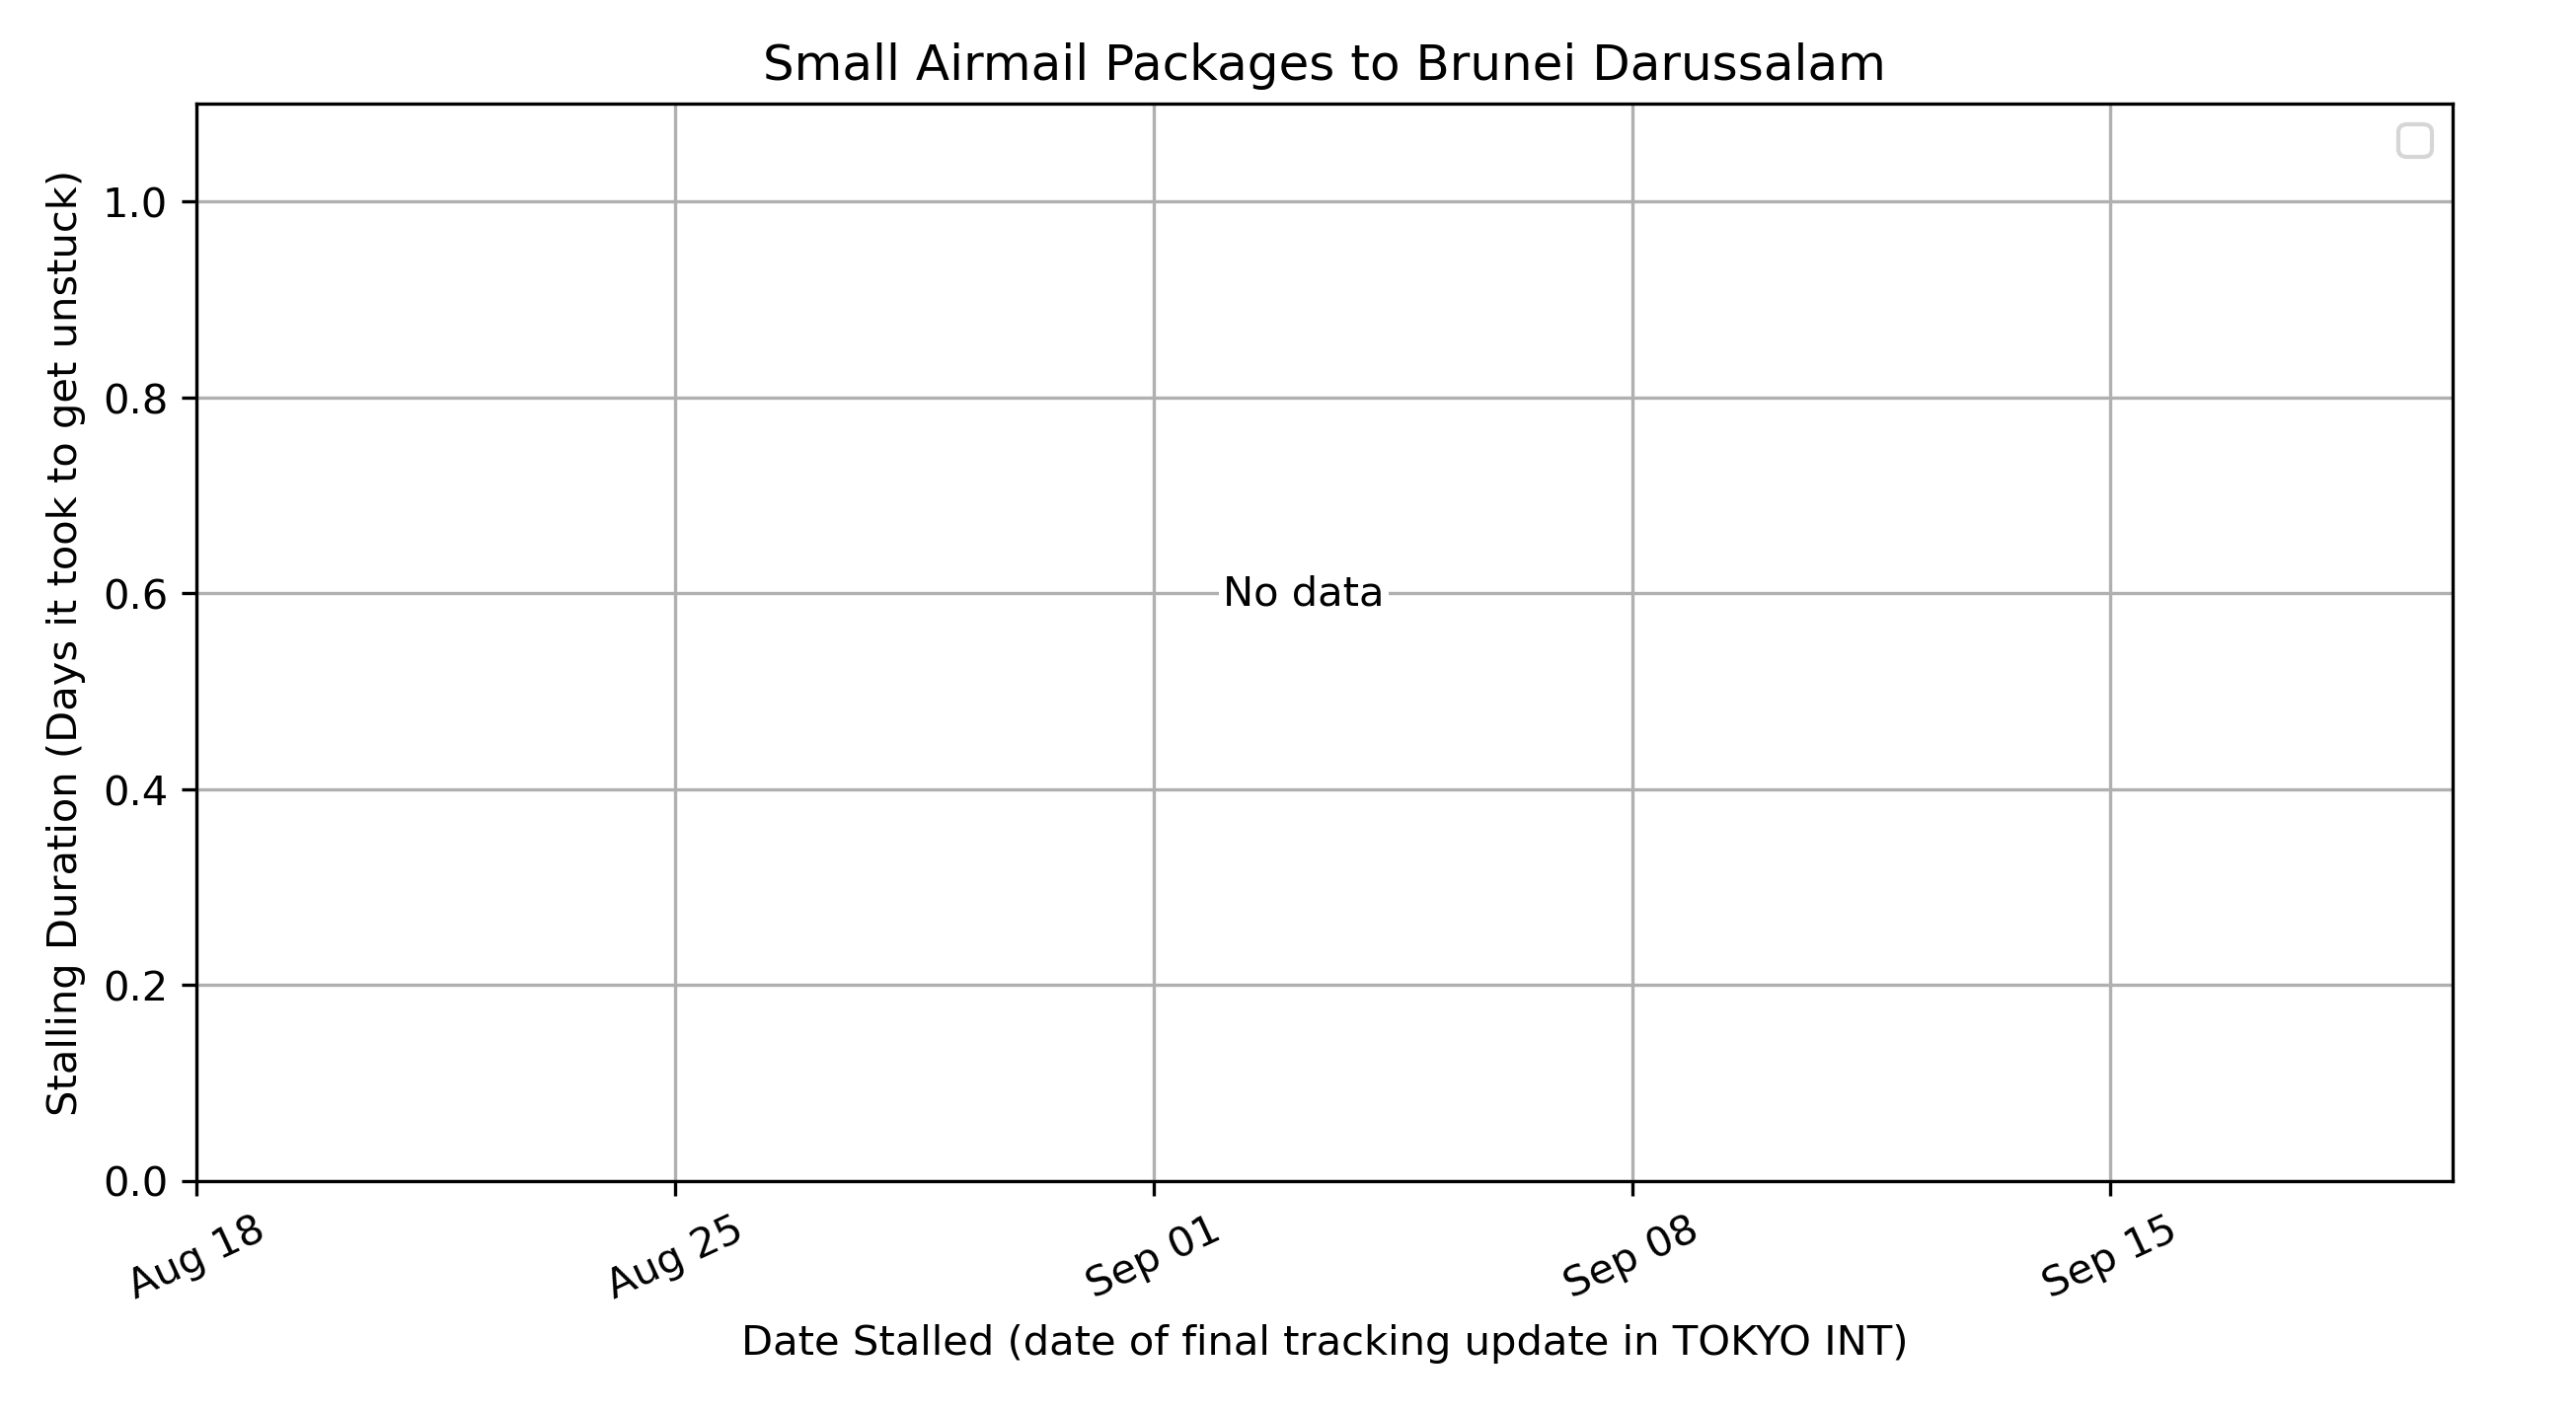 Small Airmail Packages to Brunei Darussalam
Stalling Duration (Days it took to get unstuck)
1.0
0.8
0.6
0.4
0.2
0.0
No data
Aug 18
Aug 25
Sep 01
Sep 08
Sep 15
Date Stalled (date of final tracking update in TOKYO INT)